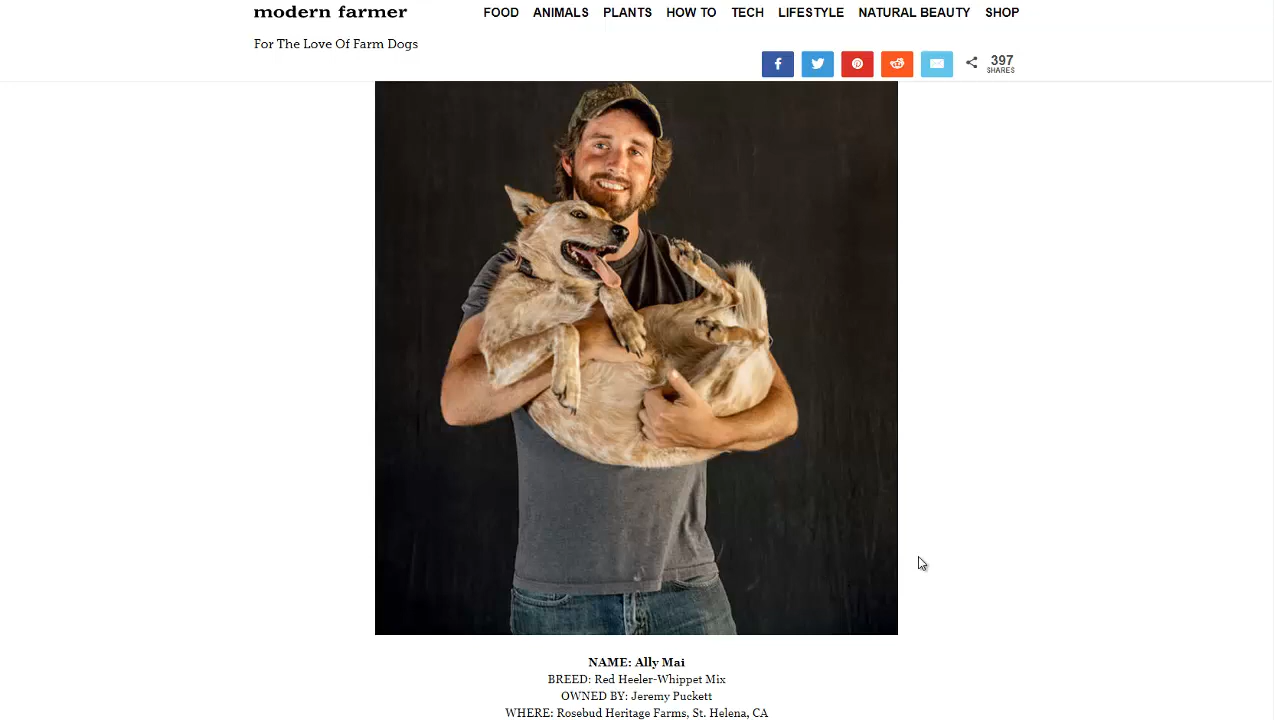 modern farmer
FOOD ANIMALS PLANTS HOW TO TECH LIFESTYLE NATURAL BEAUTY SHOP
For The Love Of Farm Dogs
397
SHARES
NAME: Ally Mai
BREED: Red Heeler-Whippet Mix
OWNED BY: Jeremy Puckett
WHERE: Rosebud Heritage Farms, St. Helena, CA